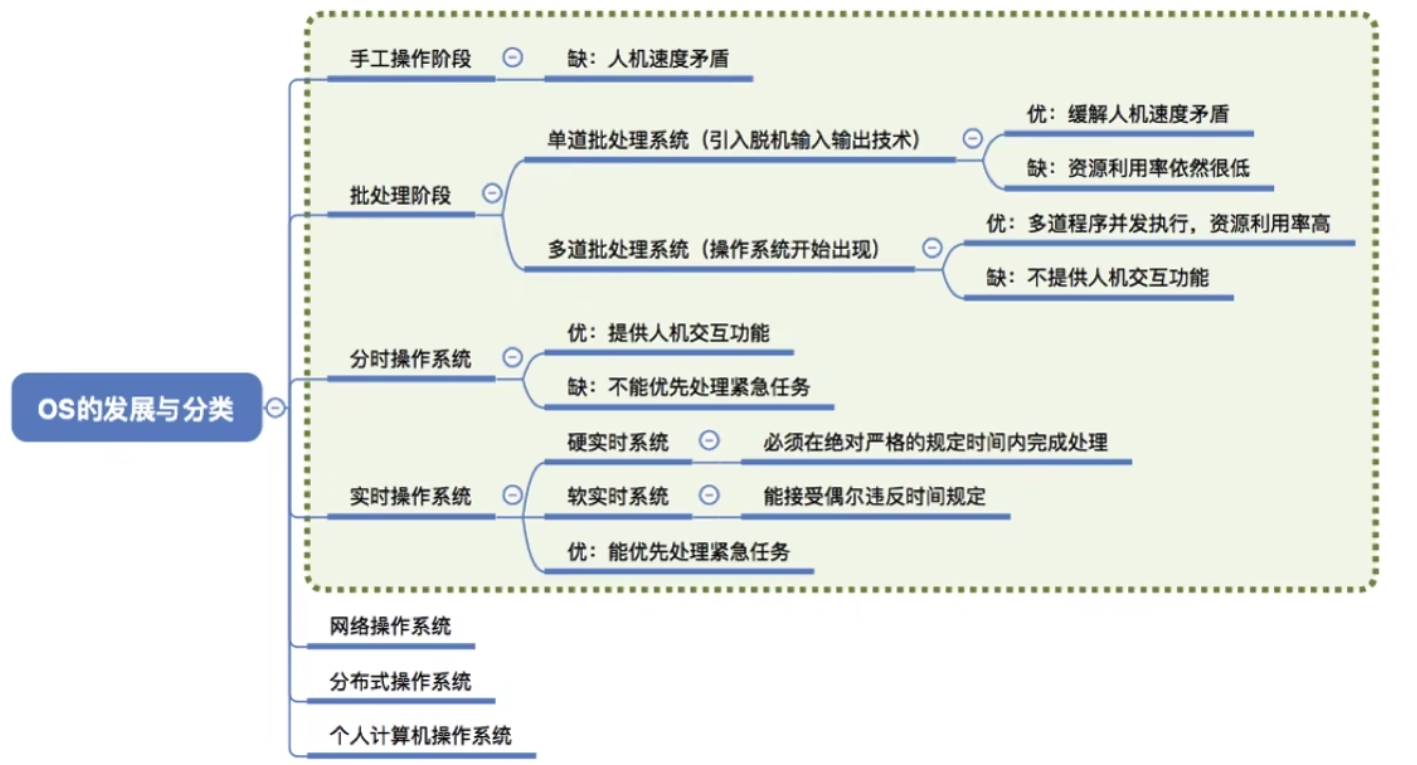 OS的发展与分类
手工操作阶段
缺：人机速度矛盾
批处理阶段
单道批处理系统（引入脱机输入输出技术）
优：缓解人机速度矛盾
缺：资源利用率依然很低
多道批处理系统（操作系统开始出现）
优：多道程序并发执行，资源利用率高
缺：不提供人机交互功能
分时操作系统
优：提供人机交互功能
缺：不能优先处理紧急任务
实时操作系统
硬实时系统
必须在绝对严格的规定时间内完成处理
软实时系统
能接受偶尔违反时间规定
优：能优先处理紧急任务
网络操作系统
分布式操作系统
个人计算机操作系统